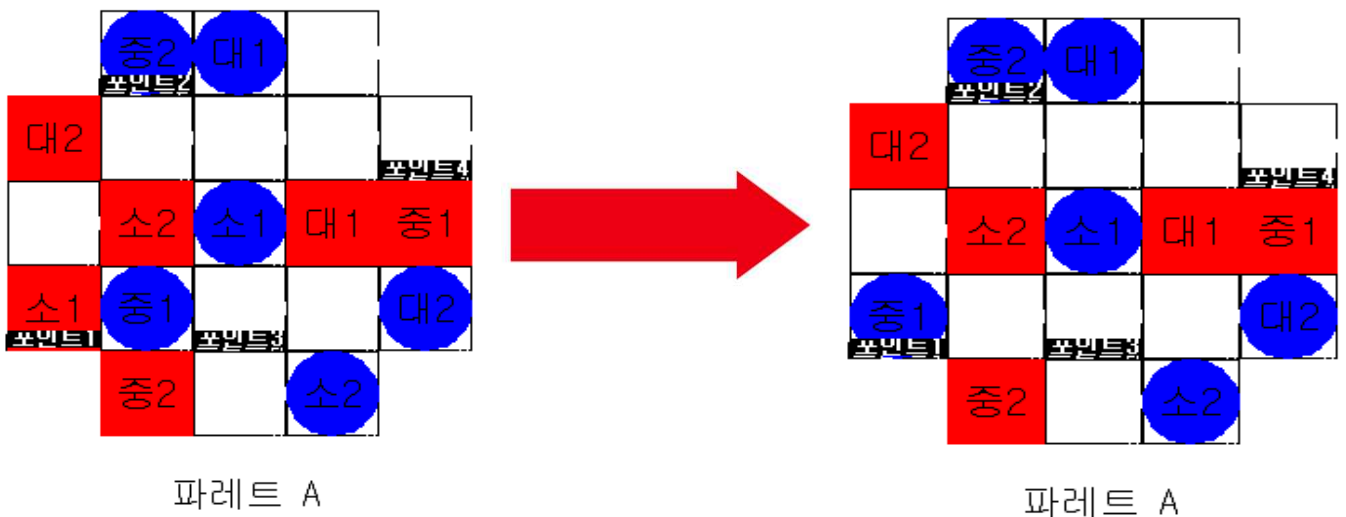 중2 대1
포인트2
대2
포인트4
소2 소1 대1 중1
소1 중1 대2
포인트1 포인트3
중2 소2
파레트 A
중2 대1
포인트2
대2
포인트4
소2 소1 대1 중1
중1 대2
포인트1 포인트3
중2 소2
파레트 A